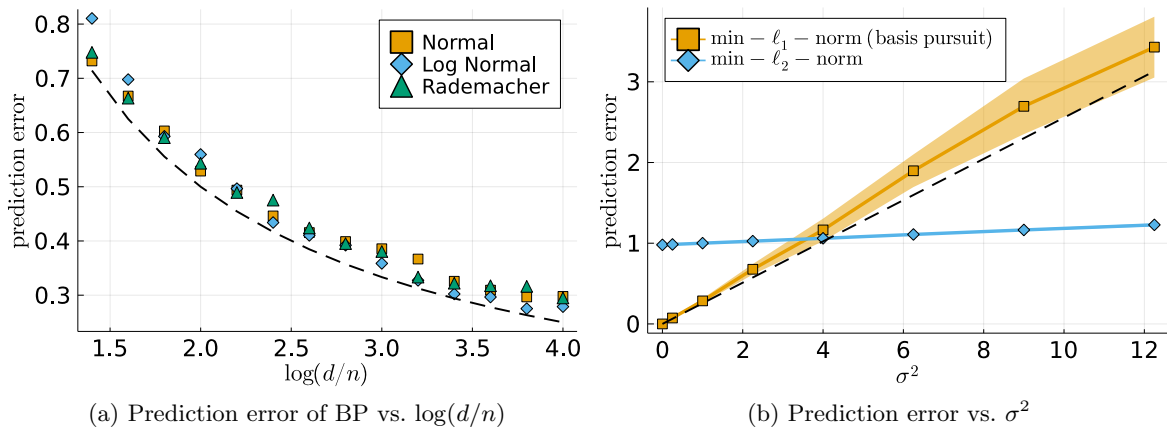 0.8
0.7
0.6
0.5
0.4
0.3
prediction error
Normal
Log Normal
Rademacher
1.5 2.0 2.5 3.0 3.5 4.0
log(d/n)
(a) Prediction error of BP vs. log(d/n)
3
2
1
0
prediction error
min − ℓ₁ − norm (basis pursuit)
min − ℓ₂ − norm
0 2 4 6 8 10 12
σ²
(b) Prediction error vs. σ²